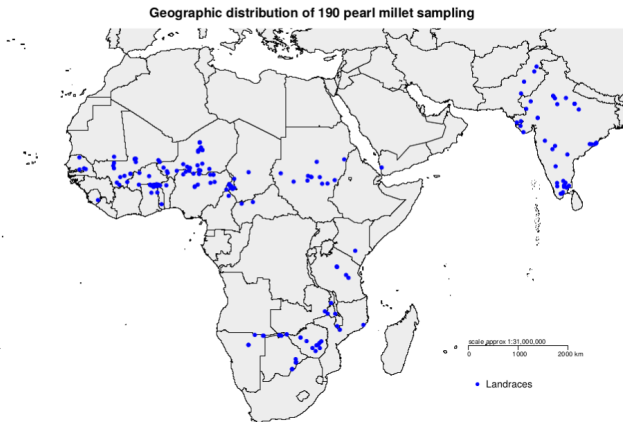 Geographic distribution of 190 pearl millet sampling
scale approx 1:31,000,000
0 1000 2000 km
Landraces